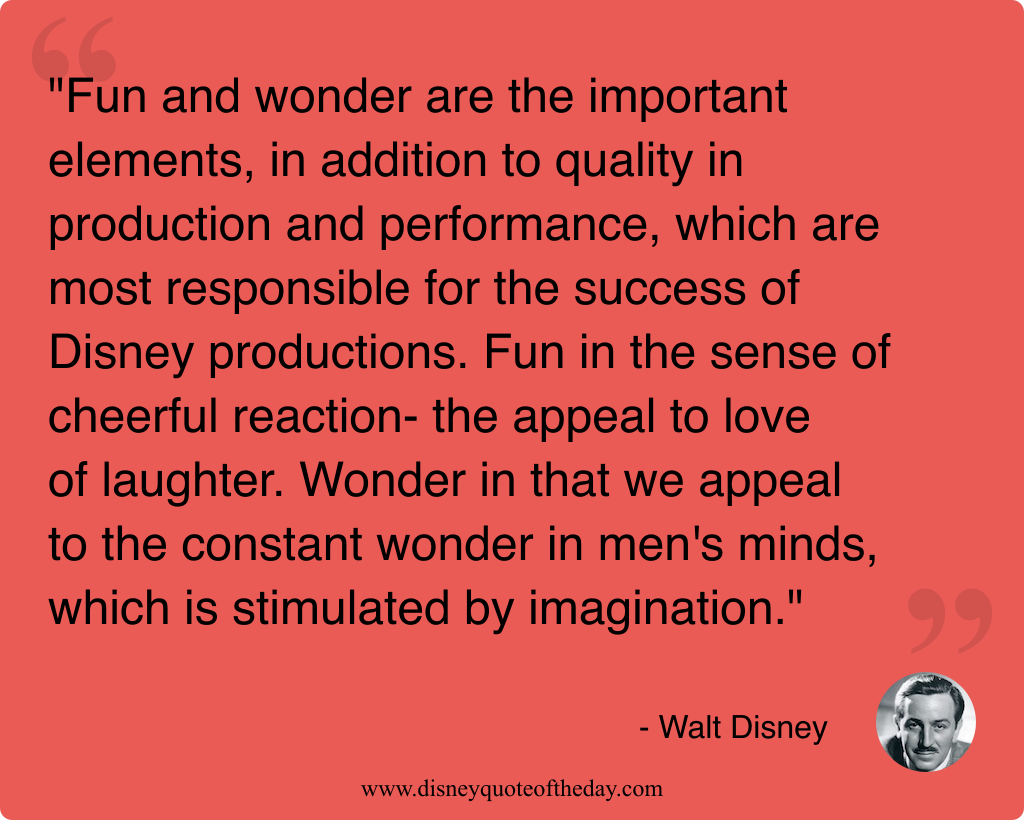 "Fun and wonder are the important
elements, in addition to quality in
production and performance, which are
most responsible for the success of
Disney productions. Fun in the sense of
cheerful reaction- the appeal to love
of laughter. Wonder in that we appeal
to the constant wonder in men's minds,
which is stimulated by imagination."
- Walt Disney
www.disneyquoteoftheday.com